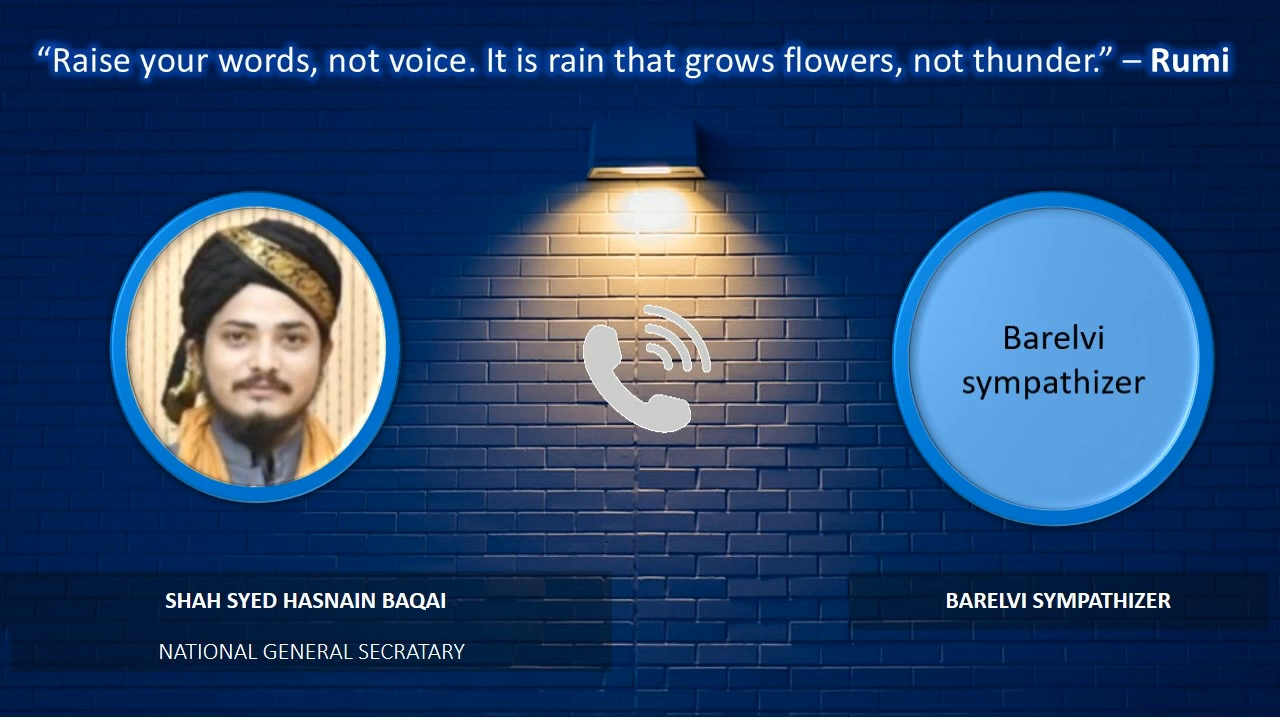 “Raise your words, not voice. It is rain that grows flowers, not thunder.” – Rumi
Barelvi
sympathizer
SHAH SYED HASNAIN BAQAI
NATIONAL GENERAL SECRATARY
BARELVI SYMPATHIZER